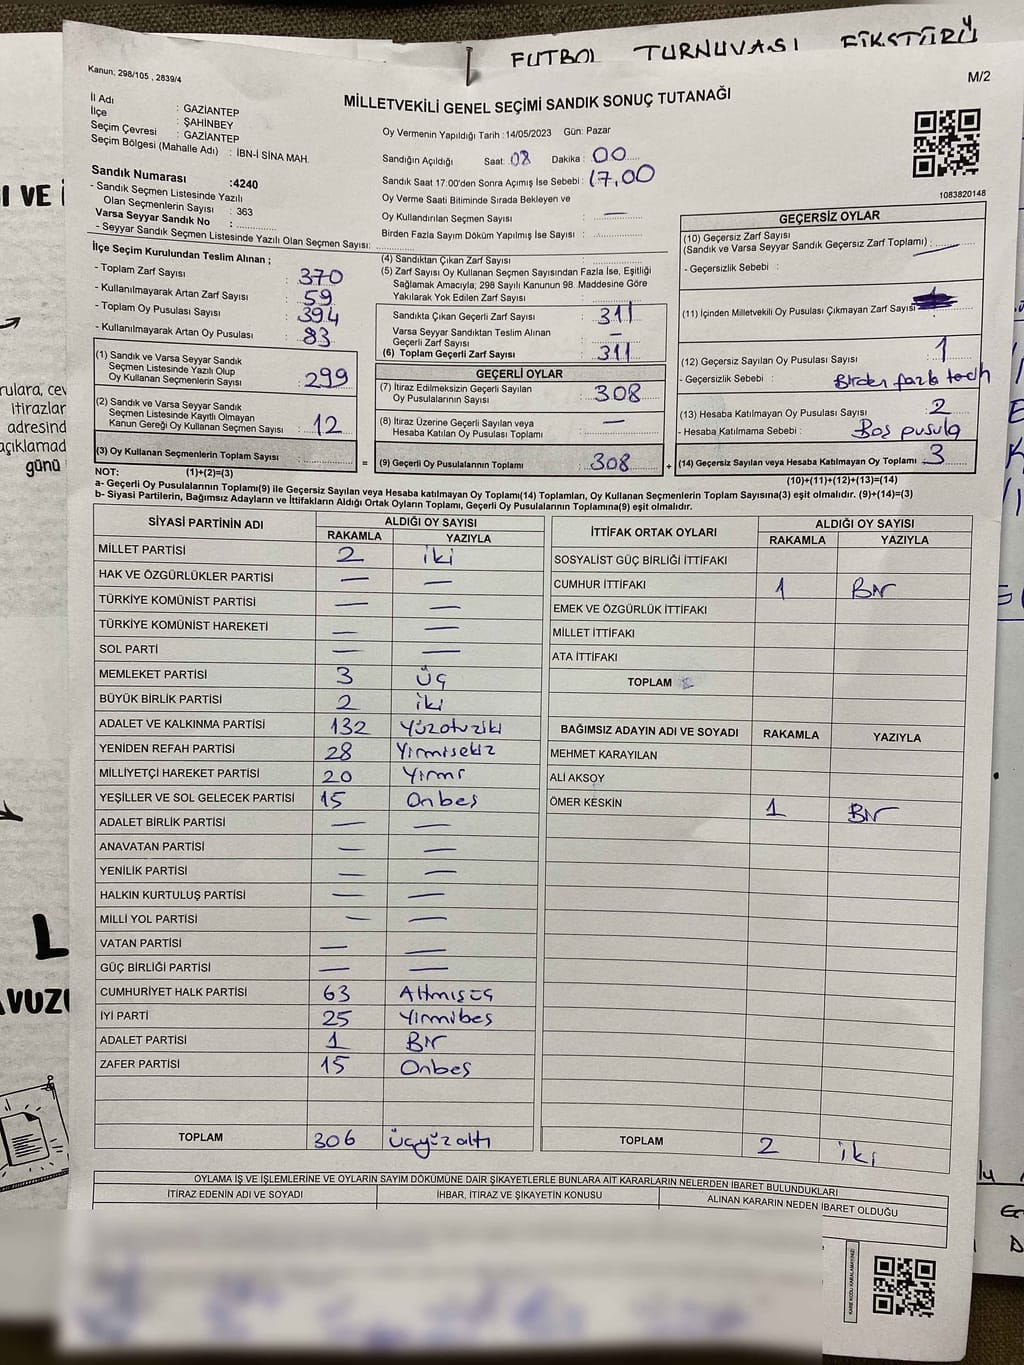 FUTBOL TURNUVASI FİKSTÜRÜ
Kanun; 298/105 , 2839/4
M/2
MİLLETVEKİLİ GENEL SEÇİMİ SANDIK SONUÇ TUTANAĞI
İl Adı : GAZİANTEP
İlçe : ŞAHİNBEY
Seçim Çevresi : GAZİANTEP
Seçim Bölgesi (Mahalle Adı) : İBN-İ SİNA MAH.
Sandık Numarası :4240
- Sandık Seçmen Listesinde Yazılı
Olan Seçmenlerin Sayısı : 363
Varsa Seyyar Sandık No :
- Seyyar Sandık Seçmen Listesinde Yazılı Olan Seçmen Sayısı:
Oy Vermenin Yapıldığı Tarih : 14/05/2023 Gün: Pazar
Sandığın Açıldığı Saat: 08 Dakika : 00
Sandık Saat 17:00'den Sonra Açımış İse Sebebi : 17,00
Oy Verme Saati Bitiminde Sırada Bekleyen ve
Oy Kullandırılan Seçmen Sayısı : —
Birden Fazla Sayım Döküm Yapılmış İse Sayısı :
1083820148
İlçe Seçim Kurulundan Teslim Alınan ;
- Toplam Zarf Sayısı : 370
- Kullanılmayarak Artan Zarf Sayısı : 59
- Toplam Oy Pusulası Sayısı : 394
- Kullanılmayarak Artan Oy Pusulası : 83
(1) Sandık ve Varsa Seyyar Sandık
Seçmen Listesinde Yazılı Olup
Oy Kullanan Seçmenlerin Sayısı : 299
(2) Sandık ve Varsa Seyyar Sandık
Seçmen Listesinde Kayıtlı Olmayan
Kanun Gereği Oy Kullanan Seçmen Sayısı : 12
(3) Oy Kullanan Seçmenlerin Toplam Sayısı :
(4) Sandıktan Çıkan Zarf Sayısı :
(5) Zarf Sayısı Oy Kullanan Seçmen Sayısından Fazla İse, Eşitliği
Sağlamak Amacıyla; 298 Sayılı Kanunun 98. Maddesine Göre
Yakılarak Yok Edilen Zarf Sayısı :
Sandıkta Çıkan Geçerli Zarf Sayısı : 311
Varsa Seyyar Sandıktan Teslim Alınan
Geçerli Zarf Sayısı : —
(6) Toplam Geçerli Zarf Sayısı : 311
GEÇERLİ OYLAR
(7) İtiraz Edilmeksizin Geçerli Sayılan
Oy Pusulalarının Sayısı : 308
(8) İtiraz Üzerine Geçerli Sayılan veya
Hesaba Katılan Oy Pusulası Toplamı : —
= (9) Geçerli Oy Pusulalarının Toplamı : 308
GEÇERSİZ OYLAR
(10) Geçersiz Zarf Sayısı
(Sandık ve Varsa Seyyar Sandık Geçersiz Zarf Toplamı) : —
- Geçersizlik Sebebi :
(11) İçinden Milletvekili Oy Pusulası Çıkmayan Zarf Sayısı
(12) Geçersiz Sayılan Oy Pusulası Sayısı : 1
- Geçersizlik Sebebi : Birden fazla
(13) Hesaba Katılmayan Oy Pusulası Sayısı : 2
- Hesaba Katılmama Sebebi : Boş pusula
+ (14) Geçersiz Sayılan veya Hesaba Katılmayan Oy Toplamı : 3
NOT: (1)+(2)=(3)
(10)+(11)+(12)+(13)=(14)
a- Geçerli Oy Pusulalarının Toplamı(9) ile Geçersiz Sayılan veya Hesaba katılmayan Oy Toplamı(14) Toplamları, Oy Kullanan Seçmenlerin Toplam Sayısına(3) eşit olmalıdır. (9)+(14)=(3)
b- Siyasi Partilerin, Bağımsız Adayların ve İttifakların Aldığı Ortak Oyların Toplamı, Geçerli Oy Pusulalarının Toplamına(9) eşit olmalıdır.
SİYASİ PARTİNİN ADI ALDIĞI OY SAYISI
RAKAMLA YAZIYLA
MİLLET PARTİSİ 2 iki
HAK VE ÖZGÜRLÜKLER PARTİSİ — —
TÜRKİYE KOMÜNİST PARTİSİ — —
TÜRKİYE KOMÜNİST HAREKETİ — —
SOL PARTİ — —
MEMLEKET PARTİSİ 3 üç
BÜYÜK BİRLİK PARTİSİ 2 iki
ADALET VE KALKINMA PARTİSİ 132 Yüzotuziki
YENİDEN REFAH PARTİSİ 28 Yirmisekiz
MİLLİYETÇİ HAREKET PARTİSİ 20 Yirmi
YEŞİLLER VE SOL GELECEK PARTİSİ 15 Onbeş
ADALET BİRLİK PARTİSİ — —
ANAVATAN PARTİSİ — —
YENİLİK PARTİSİ — —
HALKIN KURTULUŞ PARTİSİ — —
MİLLİ YOL PARTİSİ — —
VATAN PARTİSİ — —
GÜÇ BİRLİĞİ PARTİSİ — —
CUMHURİYET HALK PARTİSİ 63 Altmışüç
İYİ PARTİ 25 Yirmibeş
ADALET PARTİSİ 1 Bir
ZAFER PARTİSİ 15 Onbeş
TOPLAM 306 üçyüzaltı
İTTİFAK ORTAK OYLARI ALDIĞI OY SAYISI
RAKAMLA YAZIYLA
SOSYALİST GÜÇ BİRLİĞİ İTTİFAKI
CUMHUR İTTİFAKI 1 Bir
EMEK VE ÖZGÜRLÜK İTTİFAKI
MİLLET İTTİFAKI
ATA İTTİFAKI
TOPLAM
BAĞIMSIZ ADAYIN ADI VE SOYADI RAKAMLA YAZIYLA
MEHMET KARAYILAN
ALİ AKSOY
ÖMER KESKİN 1 Bir
TOPLAM 2 iki
OYLAMA İŞ VE İŞLEMLERİNE VE OYLARIN SAYIM DÖKÜMÜNE DAİR ŞİKAYETLERLE BUNLARA AİT KARARLARIN NELERDEN İBARET BULUNDUKLARI
İTİRAZ EDENİN ADI VE SOYADI İHBAR, İTİRAZ VE ŞİKAYETİN KONUSU ALINAN KARARIN NEDEN İBARET OLDUĞU
KARE KODU KARALAMAYINIZ!